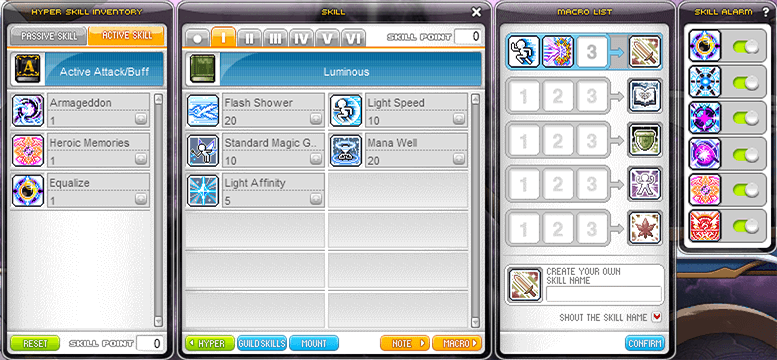 HYPER SKILL INVENTORY
PASSIVE SKILL
ACTIVE SKILL
Active Attack/Buff
Armageddon
1
Heroic Memories
1
Equalize
1
RESET
SKILL POINT 0
SKILL
I II III IV V VI
SKILL POINT 0
Luminous
Flash Shower
20
Light Speed
10
Standard Magic G..
10
Mana Well
20
Light Affinity
5
HYPER
GUILD SKILLS
MOUNT
NOTE
MACRO
MACRO LIST
3
1 2 3
1 2 3
1 2 3
1 2 3
CREATE YOUR OWN
SKILL NAME
SHOUT THE SKILL NAME
CONFIRM
SKILL ALARM ?